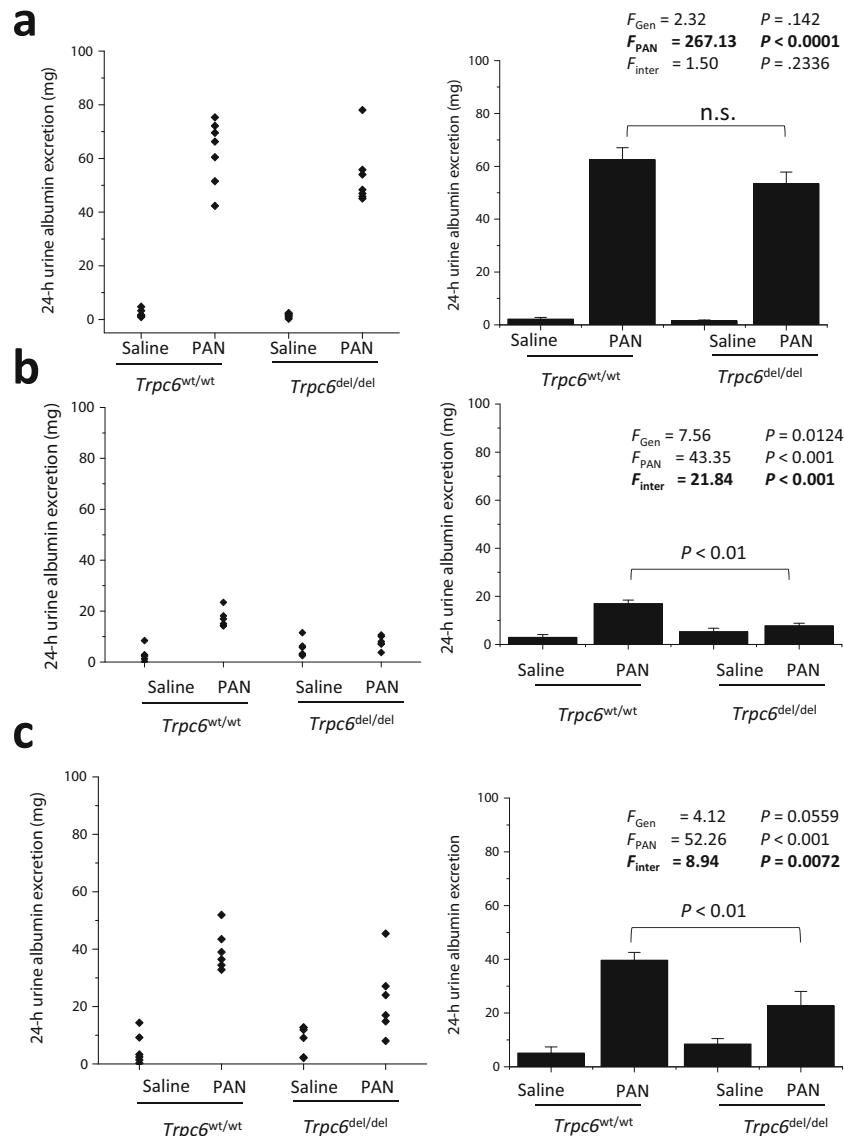 a
24-h urine albumin excretion (mg)
100
80
60
40
20
0
Saline PAN Saline PAN
Trpc6wt/wt Trpc6del/del
FGen = 2.32 P = .142
FPAN = 267.13 P < 0.0001
Finter = 1.50 P = .2336
n.s.
24-h urine albumin excretion (mg)
100
80
60
40
20
0
Saline PAN Saline PAN
Trpc6wt/wt Trpc6del/del
b
24-h urine albumin excretion (mg)
100
80
60
40
20
0
Saline PAN Saline PAN
Trpc6wt/wt Trpc6del/del
FGen = 7.56 P = 0.0124
FPAN = 43.35 P < 0.001
Finter = 21.84 P < 0.001
P < 0.01
24-h urine albumin excretion (mg)
100
80
60
40
20
0
Saline PAN Saline PAN
Trpc6wt/wt Trpc6del/del
c
24-h urine albumin excretion (mg)
100
80
60
40
20
0
Saline PAN Saline PAN
Trpc6wt/wt Trpc6del/del
FGen = 4.12 P = 0.0559
FPAN = 52.26 P < 0.001
Finter = 8.94 P = 0.0072
P < 0.01
24-h urine albumin excretion
100
80
60
40
20
0
Saline PAN Saline PAN
Trpc6wt/wt Trpc6del/del